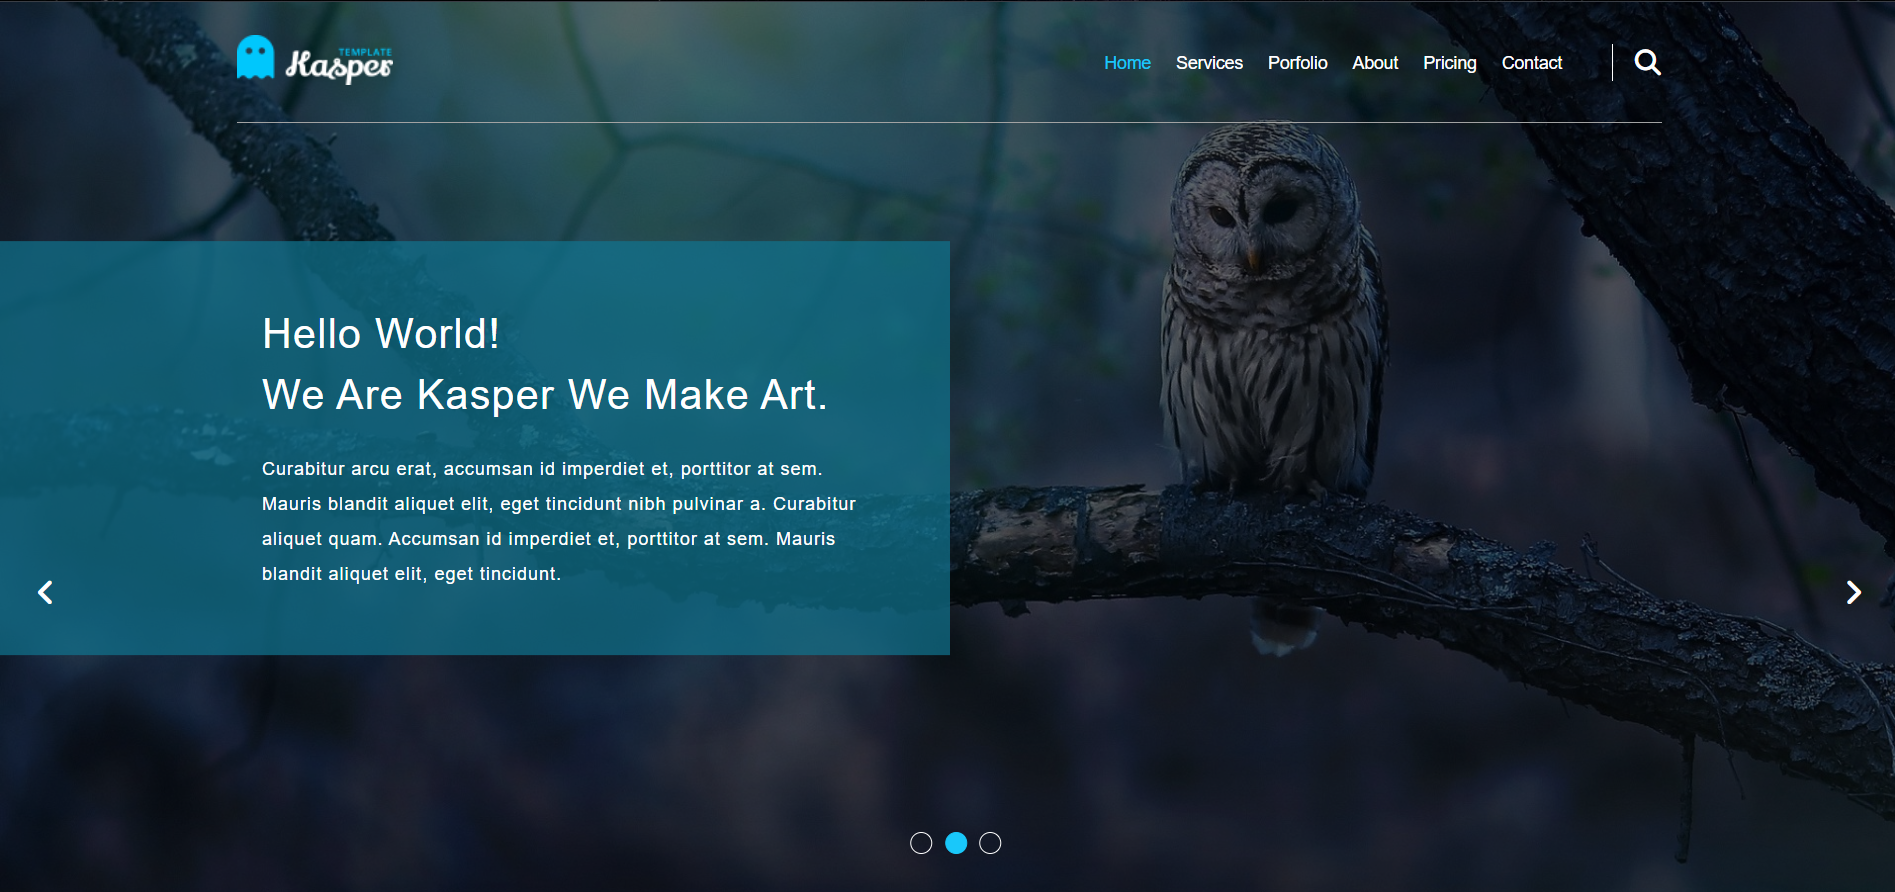 TEMPLATE
Kasper
Home Services Porfolio About Pricing Contact
Hello World!
We Are Kasper We Make Art.
Curabitur arcu erat, accumsan id imperdiet et, porttitor at sem.
Mauris blandit aliquet elit, eget tincidunt nibh pulvinar a. Curabitur
aliquet quam. Accumsan id imperdiet et, porttitor at sem. Mauris
blandit aliquet elit, eget tincidunt.